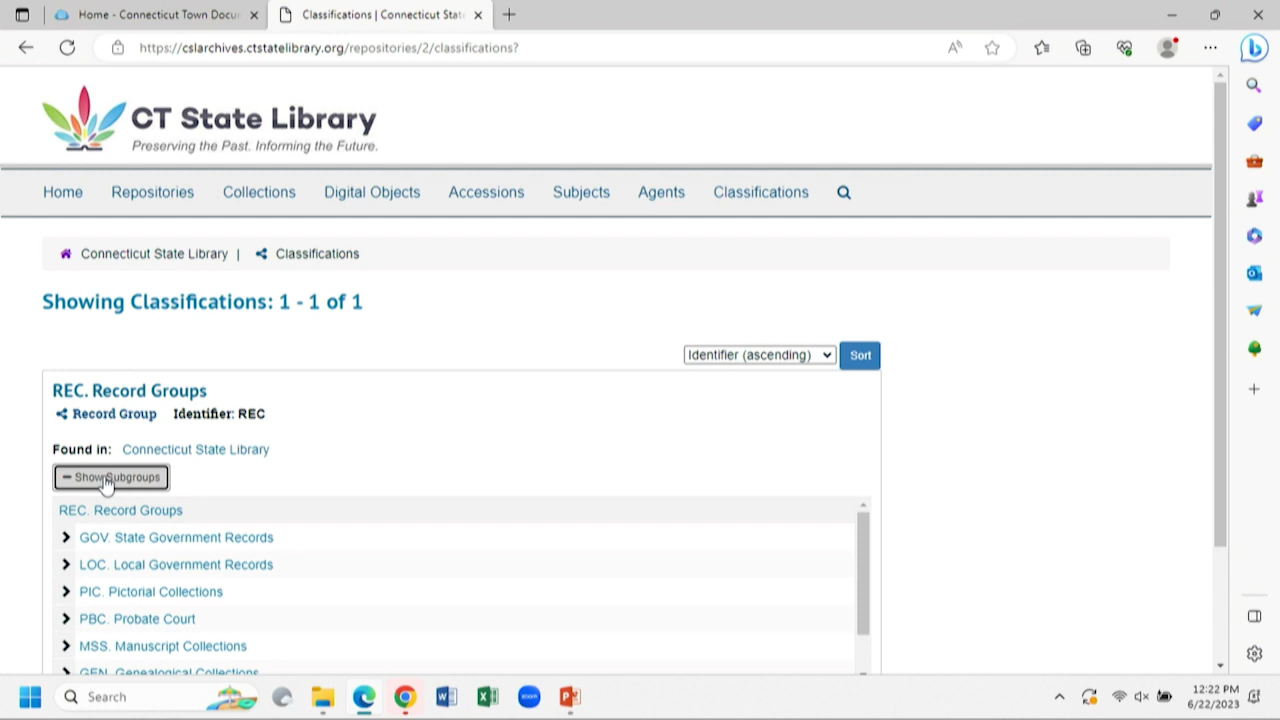 Home - Connecticut Town Docu
Classifications | Connecticut Stat
https://cslarchives.ctstatelibrary.org/repositories/2/classifications?
CT State Library
Preserving the Past. Informing the Future.
Home Repositories Collections Digital Objects Accessions Subjects Agents Classifications
Connecticut State Library | Classifications
Showing Classifications: 1 - 1 of 1
Identifier (ascending) Sort
REC. Record Groups
Record Group Identifier: REC
Found in: Connecticut State Library
Show Subgroups
REC. Record Groups
GOV. State Government Records
LOC. Local Government Records
PIC. Pictorial Collections
PBC. Probate Court
MSS. Manuscript Collections
GEN. Genealogical Collections
Search
12:22 PM
6/22/2023